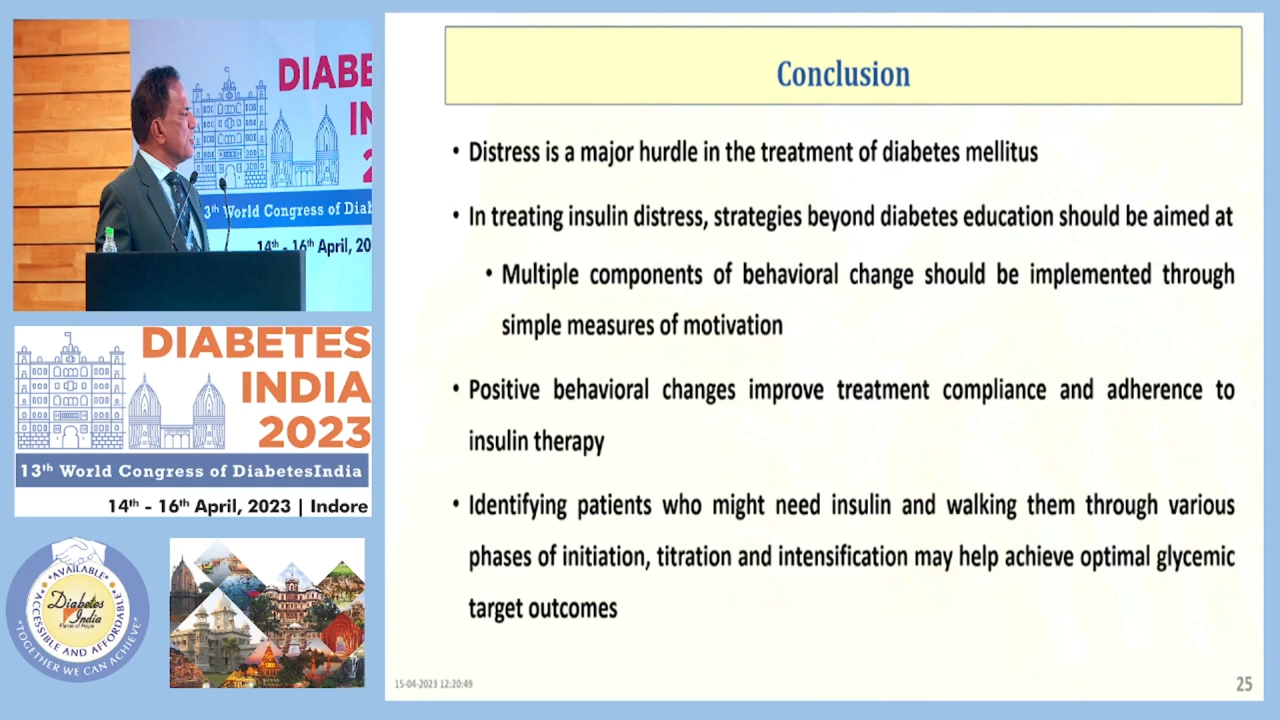 DIABE
IN
2
3th World Congress of Diab
14th - 16th April, 20
DIABETES
INDIA
2023
13th World Congress of DiabetesIndia
14th - 16th April, 2023 | Indore
"AVAILABLE"
"ACCESSIBLE AND AFFORDABLE"
Diabetes
India
Flame of Hope
"TOGETHER WE CAN ACHIEVE"
Conclusion
• Distress is a major hurdle in the treatment of diabetes mellitus
• In treating insulin distress, strategies beyond diabetes education should be aimed at
• Multiple components of behavioral change should be implemented through
simple measures of motivation
• Positive behavioral changes improve treatment compliance and adherence to
insulin therapy
• Identifying patients who might need insulin and walking them through various
phases of initiation, titration and intensification may help achieve optimal glycemic
target outcomes
15-04-2023 12:20:49
25